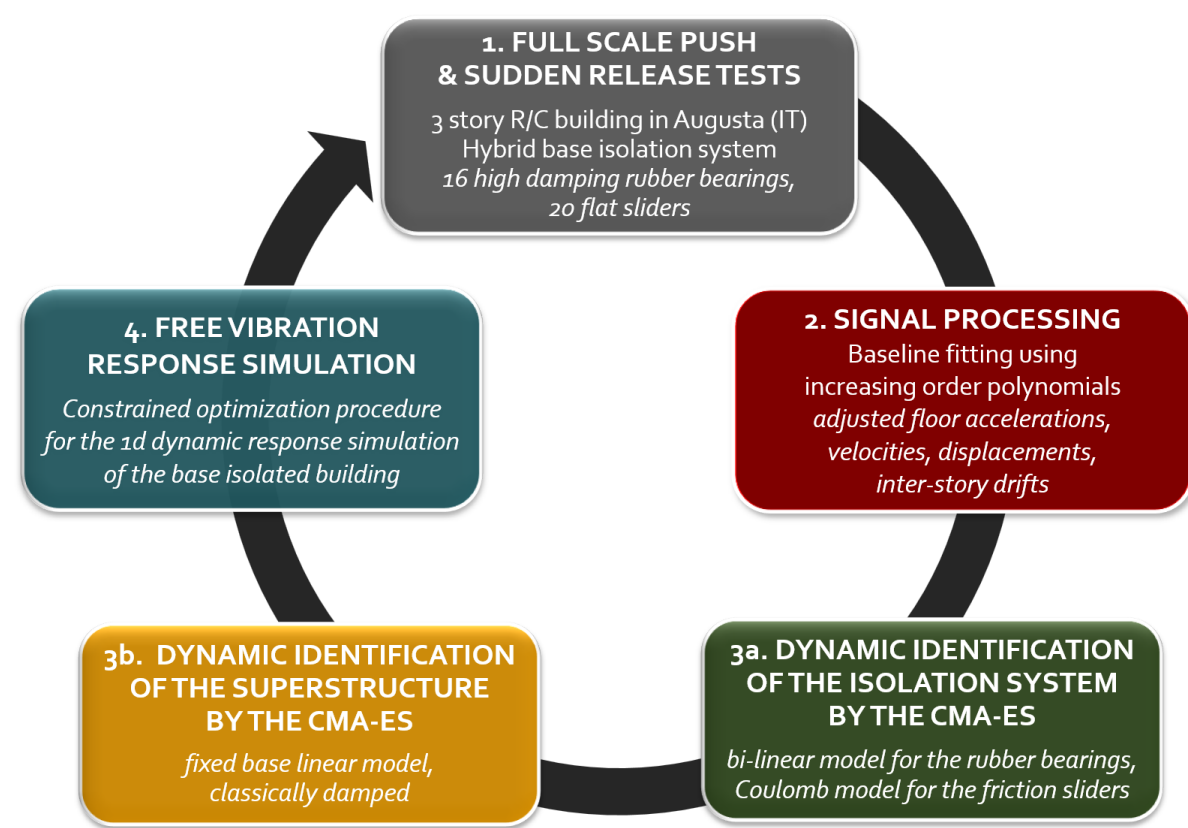 1. FULL SCALE PUSH
& SUDDEN RELEASE TESTS
3 story R/C building in Augusta (IT)
Hybrid base isolation system
16 high damping rubber bearings,
20 flat sliders
2. SIGNAL PROCESSING
Baseline fitting using
increasing order polynomials
adjusted floor accelerations,
velocities, displacements,
inter-story drifts
3a. DYNAMIC IDENTIFICATION
OF THE ISOLATION SYSTEM
BY THE CMA-ES
bi-linear model for the rubber bearings,
Coulomb model for the friction sliders
3b. DYNAMIC IDENTIFICATION
OF THE SUPERSTRUCTURE
BY THE CMA-ES
fixed base linear model,
classically damped
4. FREE VIBRATION
RESPONSE SIMULATION
Constrained optimization procedure
for the 1d dynamic response simulation
of the base isolated building